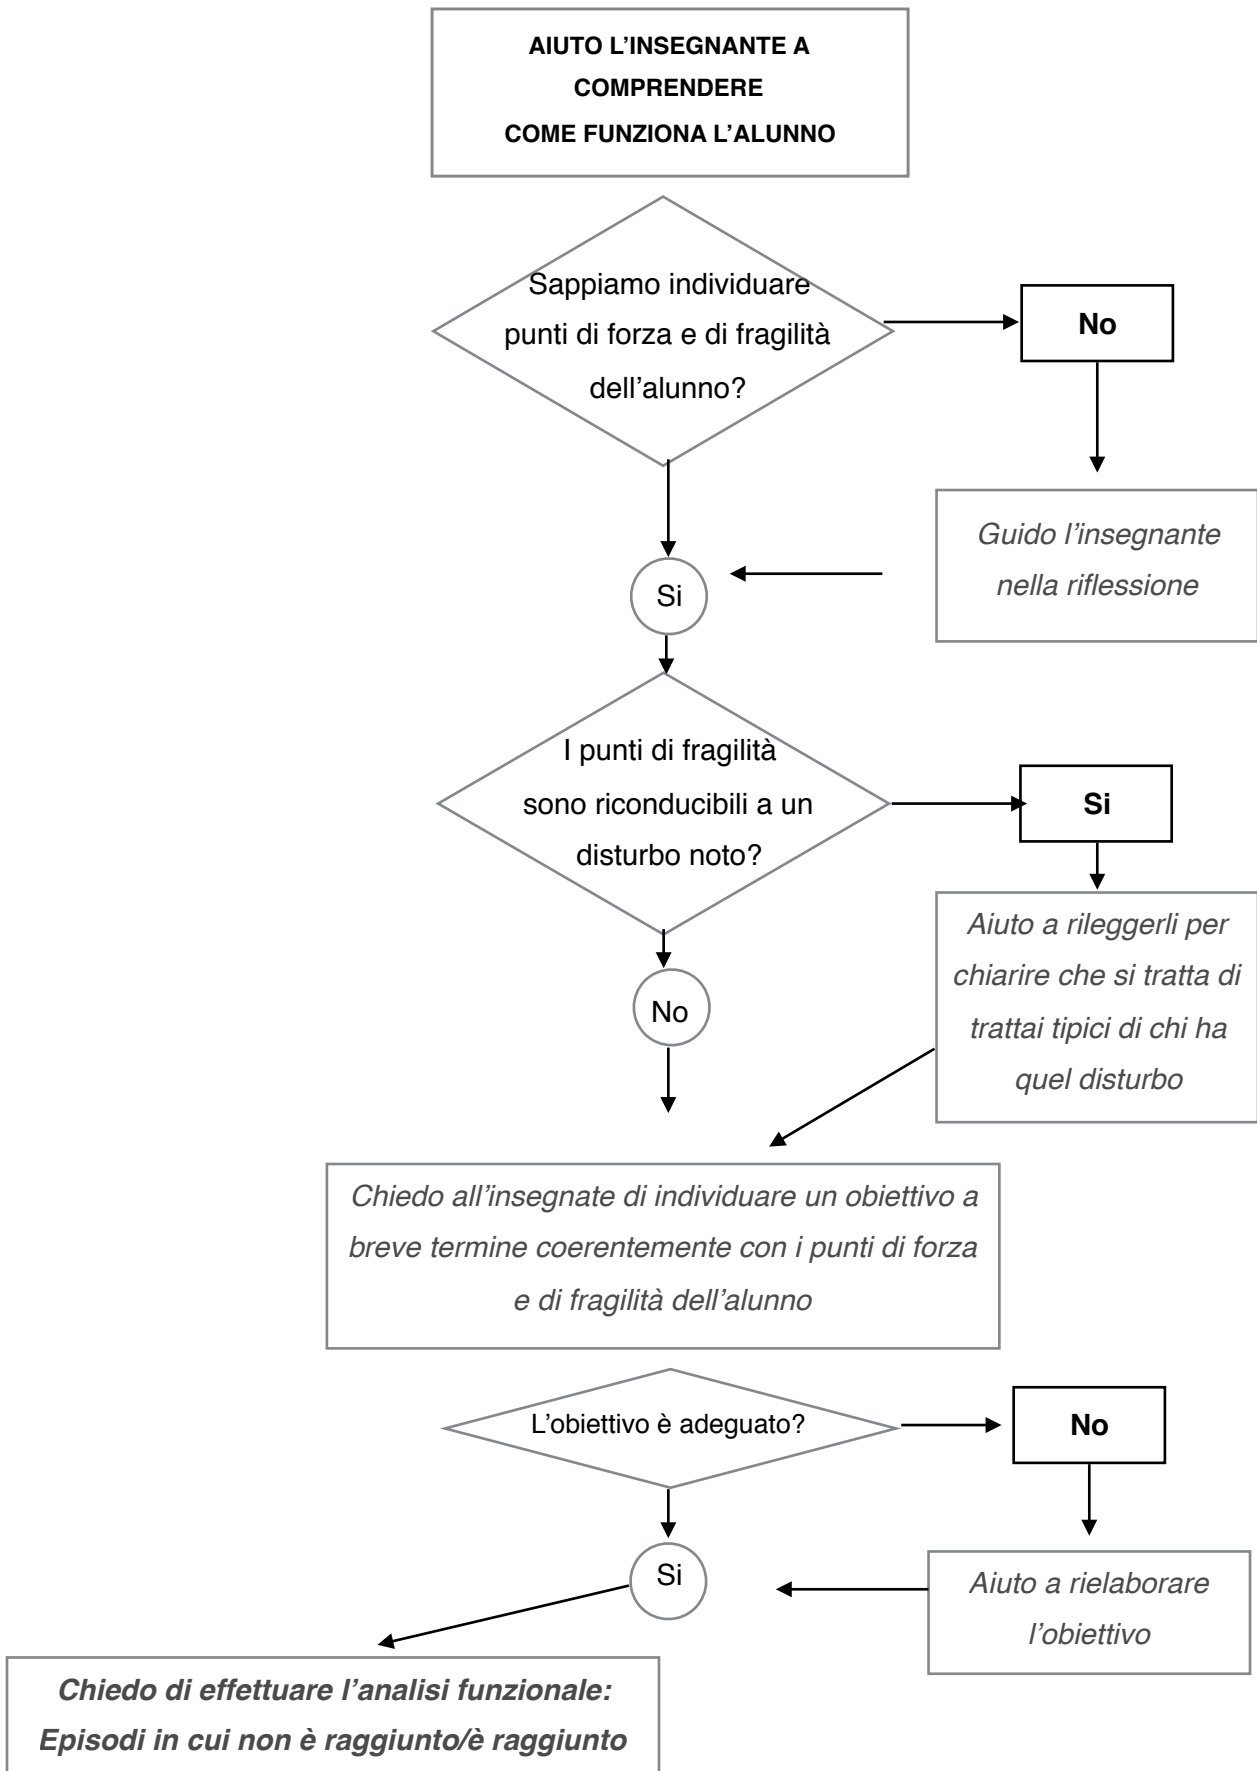 AIUTO L'INSEGNANTE A
COMPRENDERE
COME FUNZIONA L'ALUNNO
Sappiamo individuare
punti di forza e di fragilità
dell'alunno?
No
Guido l'insegnante
nella riflessione
Si
I punti di fragilità
sono riconducibili a un
disturbo noto?
Si
Aiuto a rileggerli per
chiarire che si tratta di
trattai tipici di chi ha
quel disturbo
No
Chiedo all'insegnate di individuare un obiettivo a
breve termine coerentemente con i punti di forza
e di fragilità dell'alunno
L'obiettivo è adeguato?
No
Si
Aiuto a rielaborare
l'obiettivo
Chiedo di effettuare l'analisi funzionale:
Episodi in cui non è raggiunto/è raggiunto